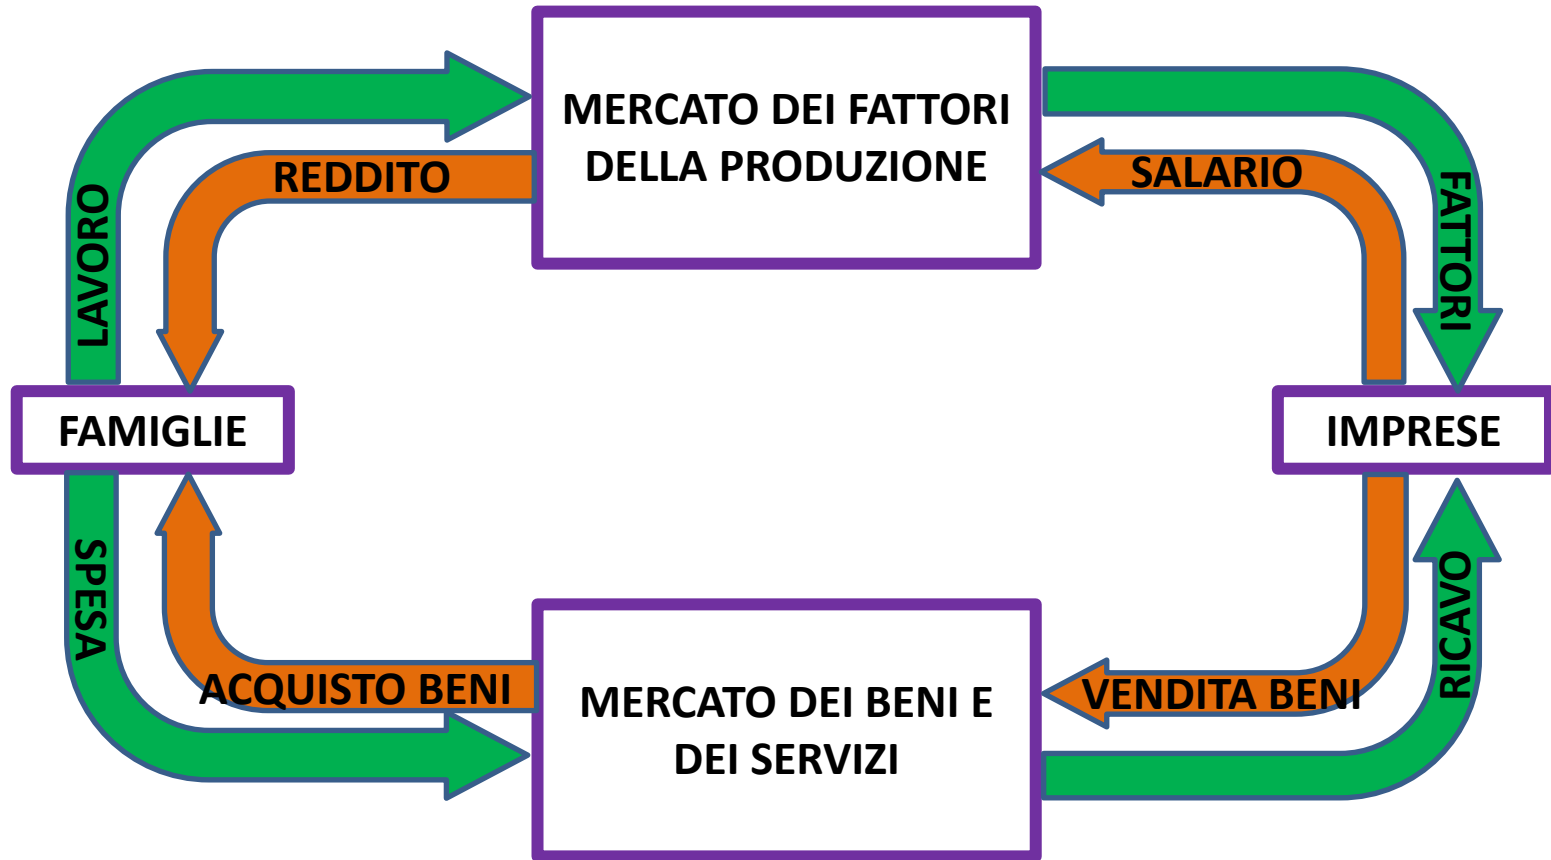 MERCATO DEI FATTORI
DELLA PRODUZIONE
REDDITO
SALARIO
LAVORO
FATTORI
FAMIGLIE
IMPRESE
SPESA
RICAVO
ACQUISTO BENI
VENDITA BENI
MERCATO DEI BENI E
DEI SERVIZI